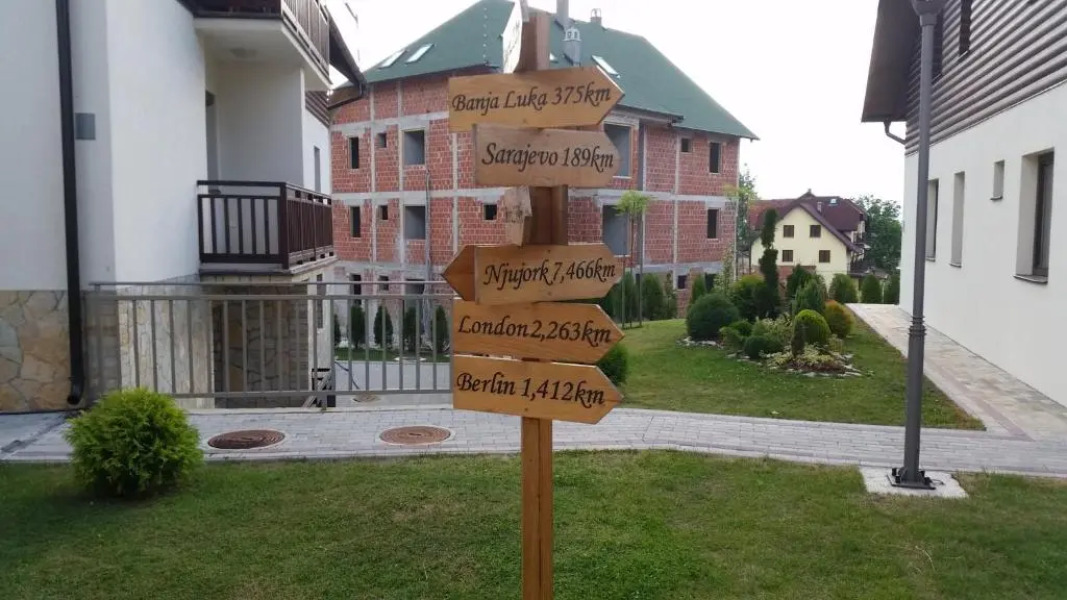 Banja Luka 375km
Sarajevo 189km
Njujork 7,466km
London 2,263km
Berlin 1,412km